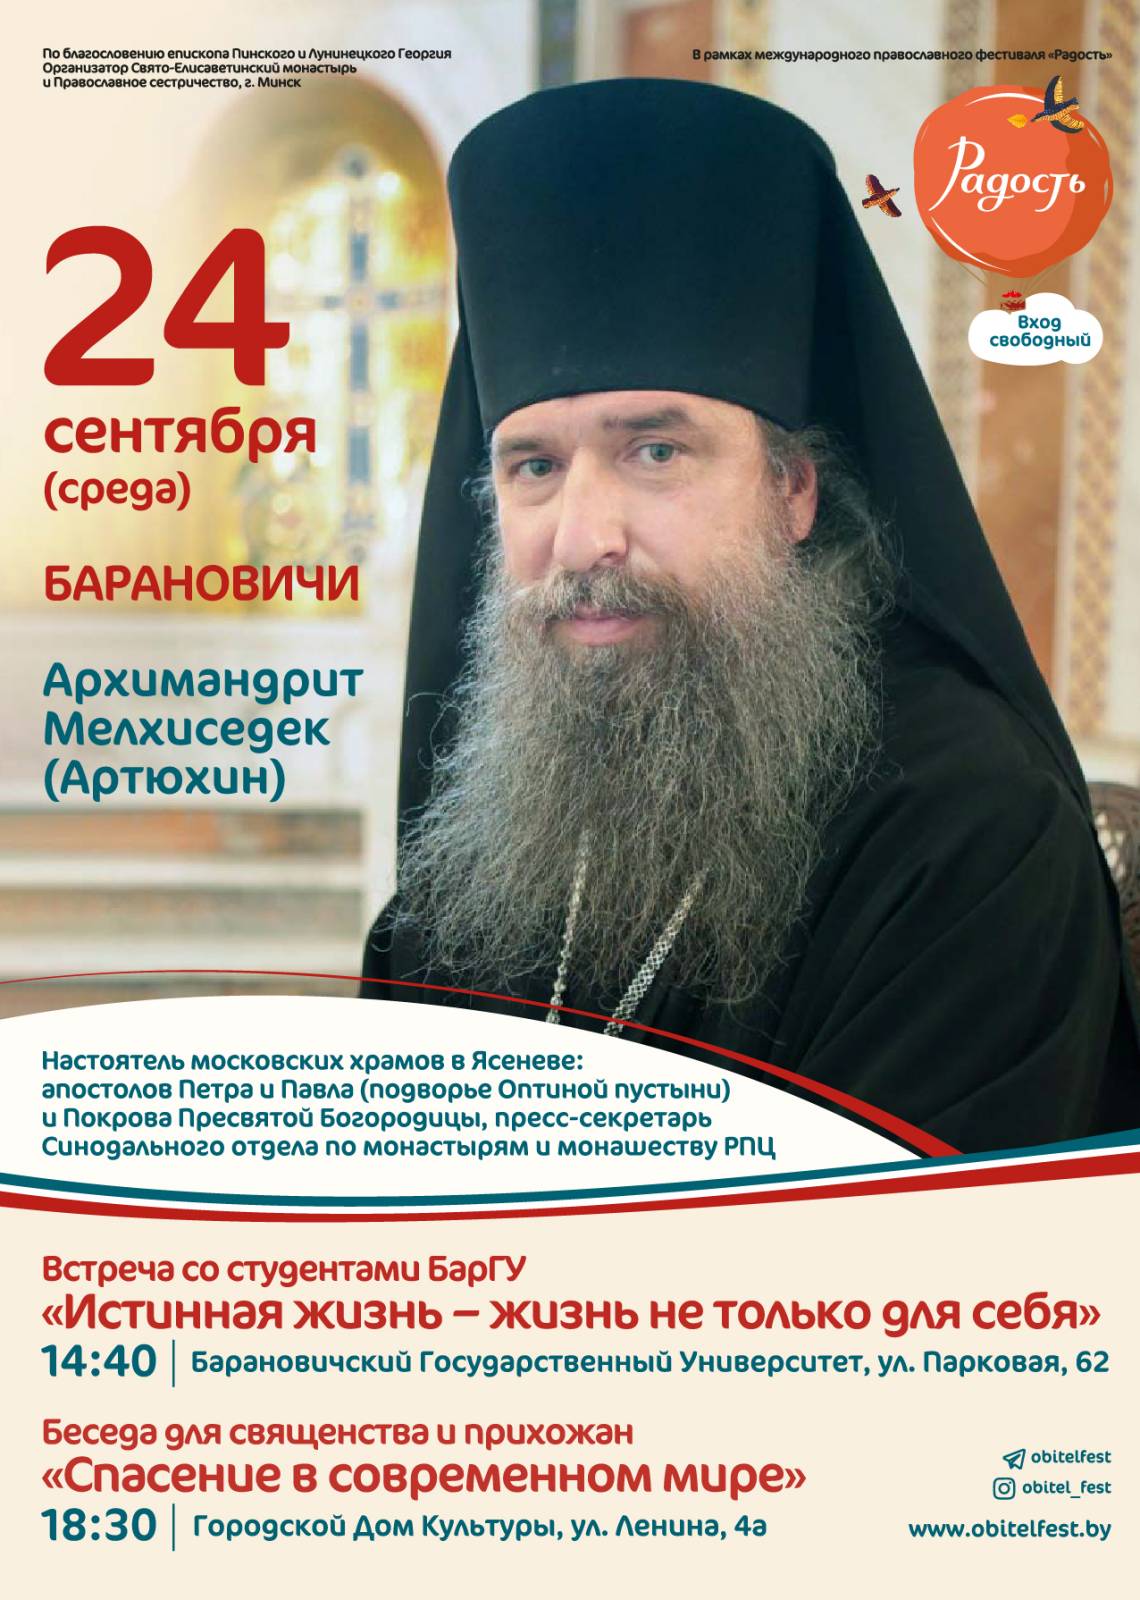 По благословению епископа Пинского и Лунинецкого Георгия
Организатор Свято-Елисаветинский монастырь
и Православное сестричество, г. Минск
В рамках международного православного фестиваля «Радость»
Радость
Вход
свободный
24
сентября
(среда)
БАРАНОВИЧИ
Архимандрит
Мелхиседек
(Артюхин)
Настоятель московских храмов в Ясеневе:
апостолов Петра и Павла (подворье Оптиной пустыни)
и Покрова Пресвятой Богородицы, пресс-секретарь
Синодального отдела по монастырям и монашеству РПЦ
Встреча со студентами БарГУ
«Истинная жизнь – жизнь не только для себя»
14:40 | Барановичский Государственный Университет, ул. Парковая, 62
Беседа для священства и прихожан
«Спасение в современном мире»
18:30 | Городской Дом Культуры, ул. Ленина, 4а
obitelfest
obitel_fest
www.obitelfest.by